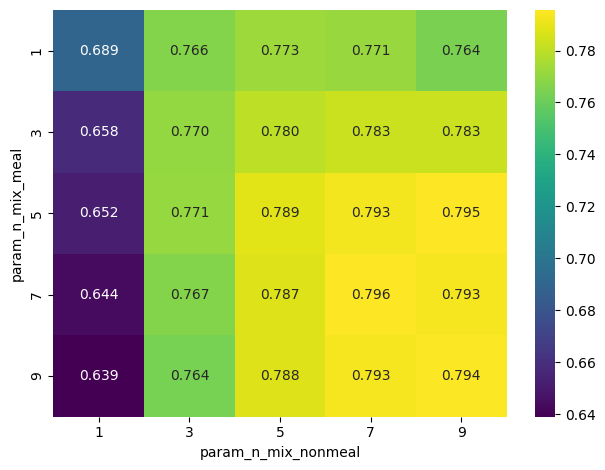 1 0.689 0.766 0.773 0.771 0.764
3 0.658 0.770 0.780 0.783 0.783
5 0.652 0.771 0.789 0.793 0.795
7 0.644 0.767 0.787 0.796 0.793
9 0.639 0.764 0.788 0.793 0.794
1 3 5 7 9
param_n_mix_nonmeal
param_n_mix_meal
0.78
0.76
0.74
0.72
0.70
0.68
0.66
0.64